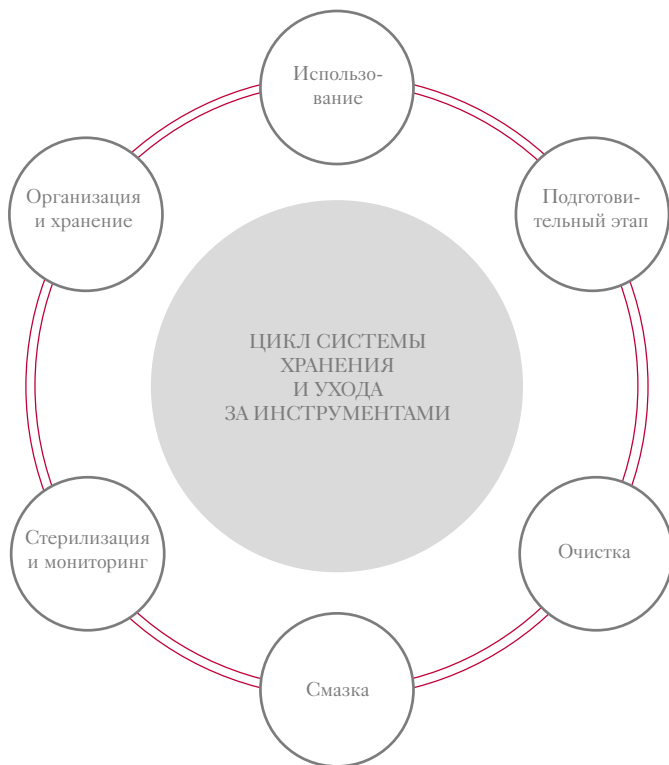 Использо-
вание
Подготови-
тельный этап
Очистка
Смазка
Стерилизация
и мониторинг
Организация
и хранение
ЦИКЛ СИСТЕМЫ
ХРАНЕНИЯ
И УХОДА
ЗА ИНСТРУМЕНТАМИ